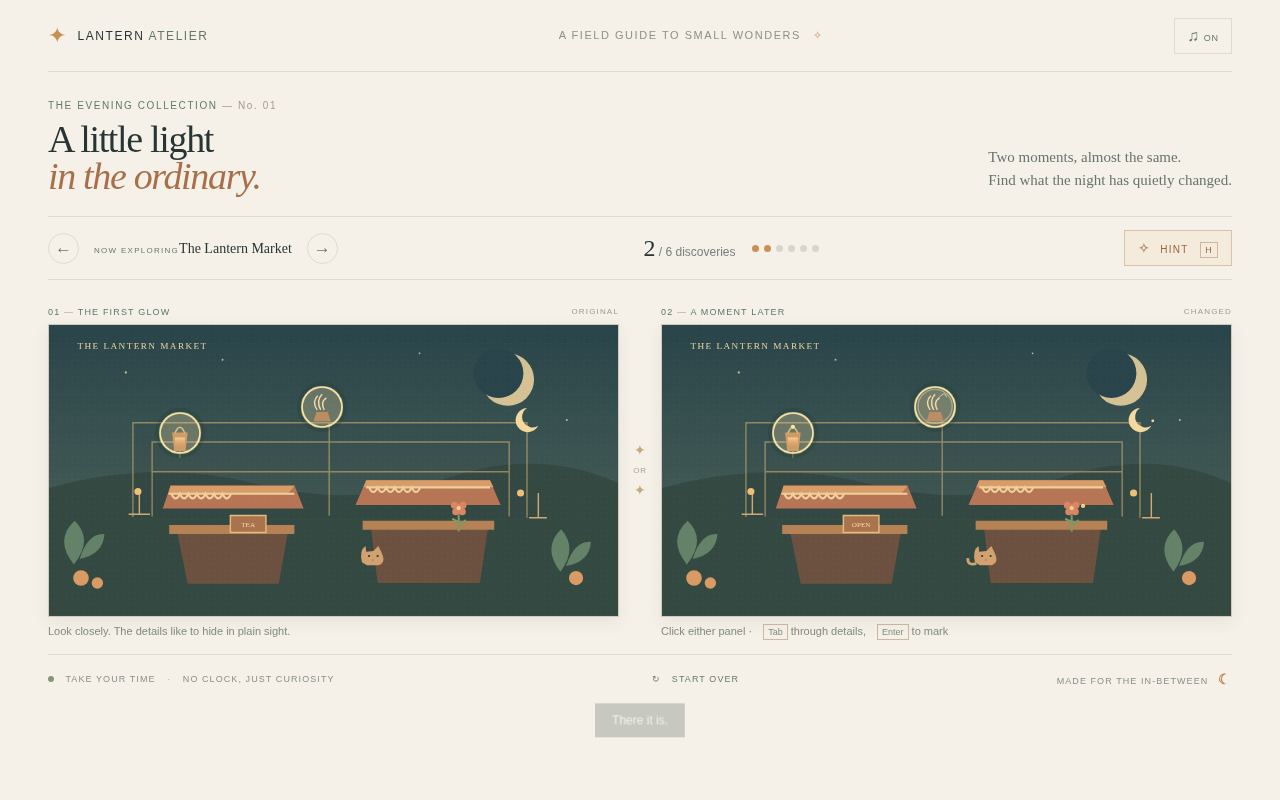 ✦ LANTERN ATELIER
A FIELD GUIDE TO SMALL WONDERS ✧
♫ ON
THE EVENING COLLECTION — No. 01
A little light
in the ordinary.
Two moments, almost the same.
Find what the night has quietly changed.
← NOW EXPLORING The Lantern Market →
2 / 6 discoveries
✧ HINT H
01 — THE FIRST GLOW
ORIGINAL
THE LANTERN MARKET
TEA
Look closely. The details like to hide in plain sight.
✦
OR
✦
02 — A MOMENT LATER
CHANGED
THE LANTERN MARKET
OPEN
Click either panel · Tab through details, Enter to mark
TAKE YOUR TIME · NO CLOCK, JUST CURIOSITY
↻ START OVER
MADE FOR THE IN-BETWEEN ☾
There it is.